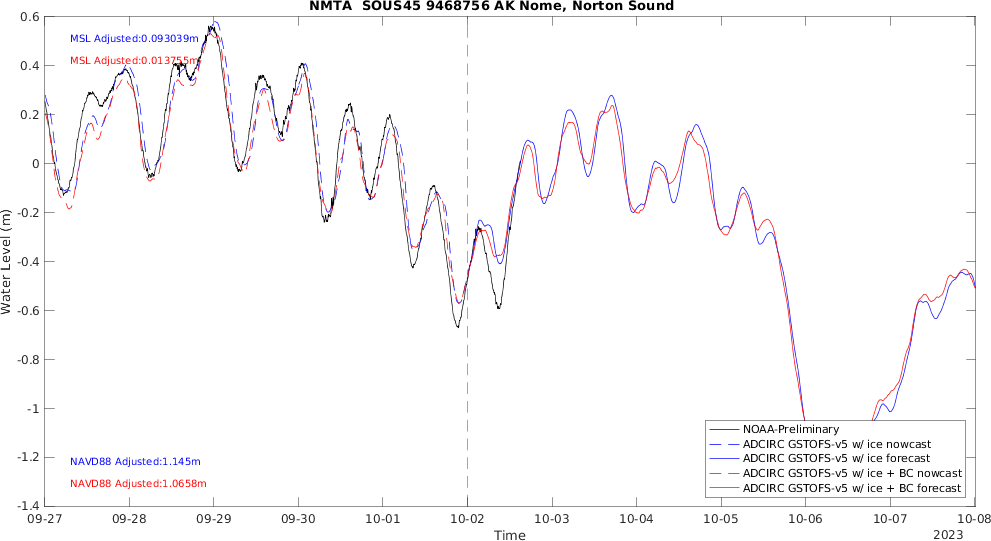 NMTA  SOUS45 9468756 AK Nome, Norton Sound
0.6
MSL Adjusted:0.093039m
MSL Adjusted:0.013755m
0.4
0.2
0
-0.2
Water Level (m)
-0.4
-0.6
-0.8
-1
NOAA-Preliminary
ADCIRC GSTOFS-v5 w/ ice nowcast
ADCIRC GSTOFS-v5 w/ ice forecast
ADCIRC GSTOFS-v5 w/ ice + BC nowcast
ADCIRC GSTOFS-v5 w/ ice + BC forecast
-1.2
NAVD88 Adjusted:1.145m
NAVD88 Adjusted:1.0658m
-1.4
09-27 09-28 09-29 09-30 10-01 10-02 10-03 10-04 10-05 10-06 10-07 10-08
Time
2023